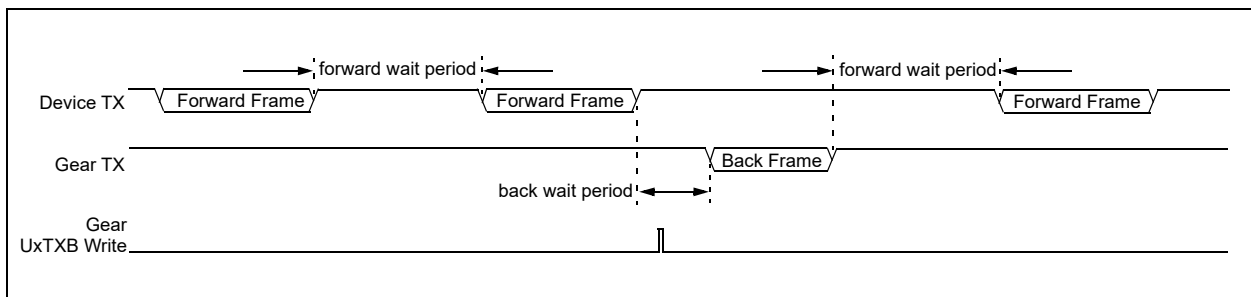 forward wait period
forward wait period
Device TX
Forward Frame
Forward Frame
Forward Frame
Gear TX
Back Frame
back wait period
Gear
UxTXB Write